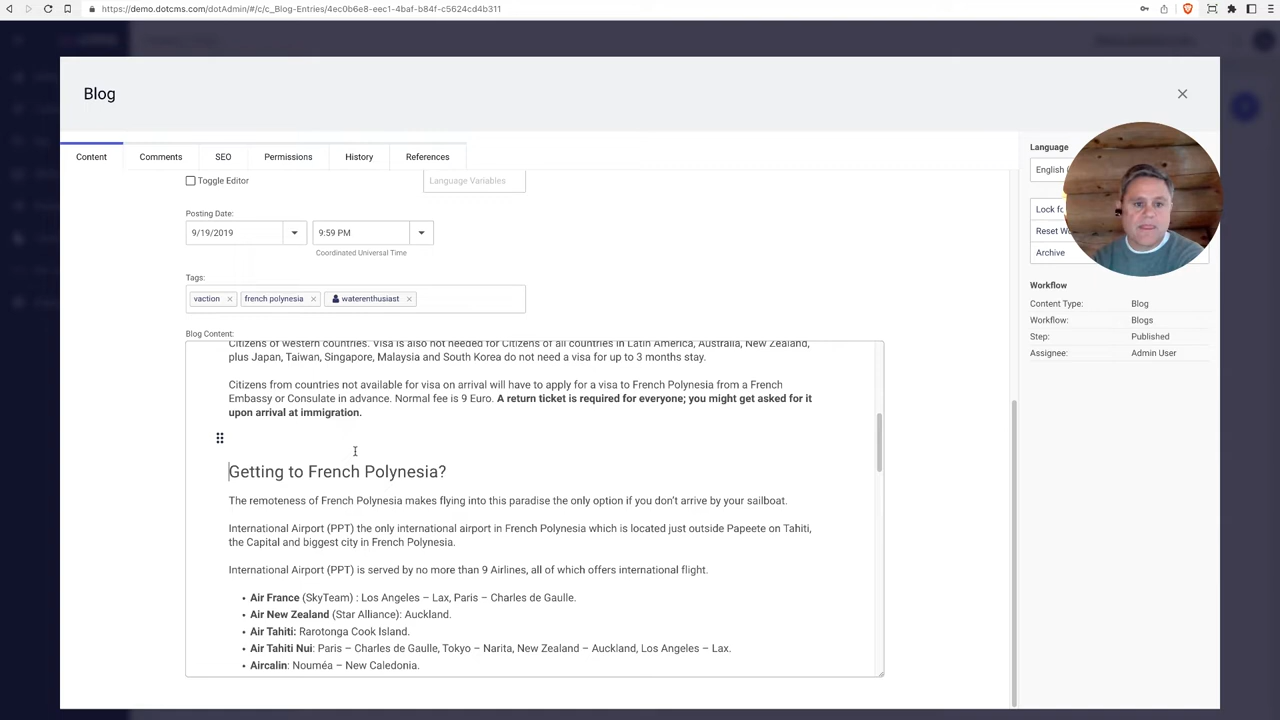 https://demo.dotcms.com/dotAdmin/#/c/c_Blog-Entries/4ec0b6e8-eec1-4baf-b84f-c5624cd4b311
Blog
Content
Comments
SEO
Permissions
History
References
Toggle Editor
Language Variables
Posting Date:
9/19/2019
9:59 PM
Coordinated Universal Time
Tags:
vaction
french polynesia
waterenthusiast
Blog Content:
Citizens of western countries. Visa is also not needed for Citizens of all countries in Latin America, Australia, New Zealand,
plus Japan, Taiwan, Singapore, Malaysia and South Korea do not need a visa for up to 3 months stay.
Citizens from countries not available for visa on arrival will have to apply for a visa to French Polynesia from a French
Embassy or Consulate in advance. Normal fee is 9 Euro. A return ticket is required for everyone; you might get asked for it
upon arrival at immigration.
Getting to French Polynesia?
The remoteness of French Polynesia makes flying into this paradise the only option if you don't arrive by your sailboat.
International Airport (PPT) the only international airport in French Polynesia which is located just outside Papeete on Tahiti,
the Capital and biggest city in French Polynesia.
International Airport (PPT) is served by no more than 9 Airlines, all of which offers international flight.
• Air France (SkyTeam) : Los Angeles – Lax, Paris – Charles de Gaulle.
• Air New Zealand (Star Alliance): Auckland.
• Air Tahiti: Rarotonga Cook Island.
• Air Tahiti Nui: Paris – Charles de Gaulle, Tokyo – Narita, New Zealand – Auckland, Los Angeles – Lax.
• Aircalin: Nouméa – New Caledonia.
Language
English (
Lock fo
Reset Wo
Archive
Workflow
Content Type: Blog
Workflow: Blogs
Step: Published
Assignee: Admin User